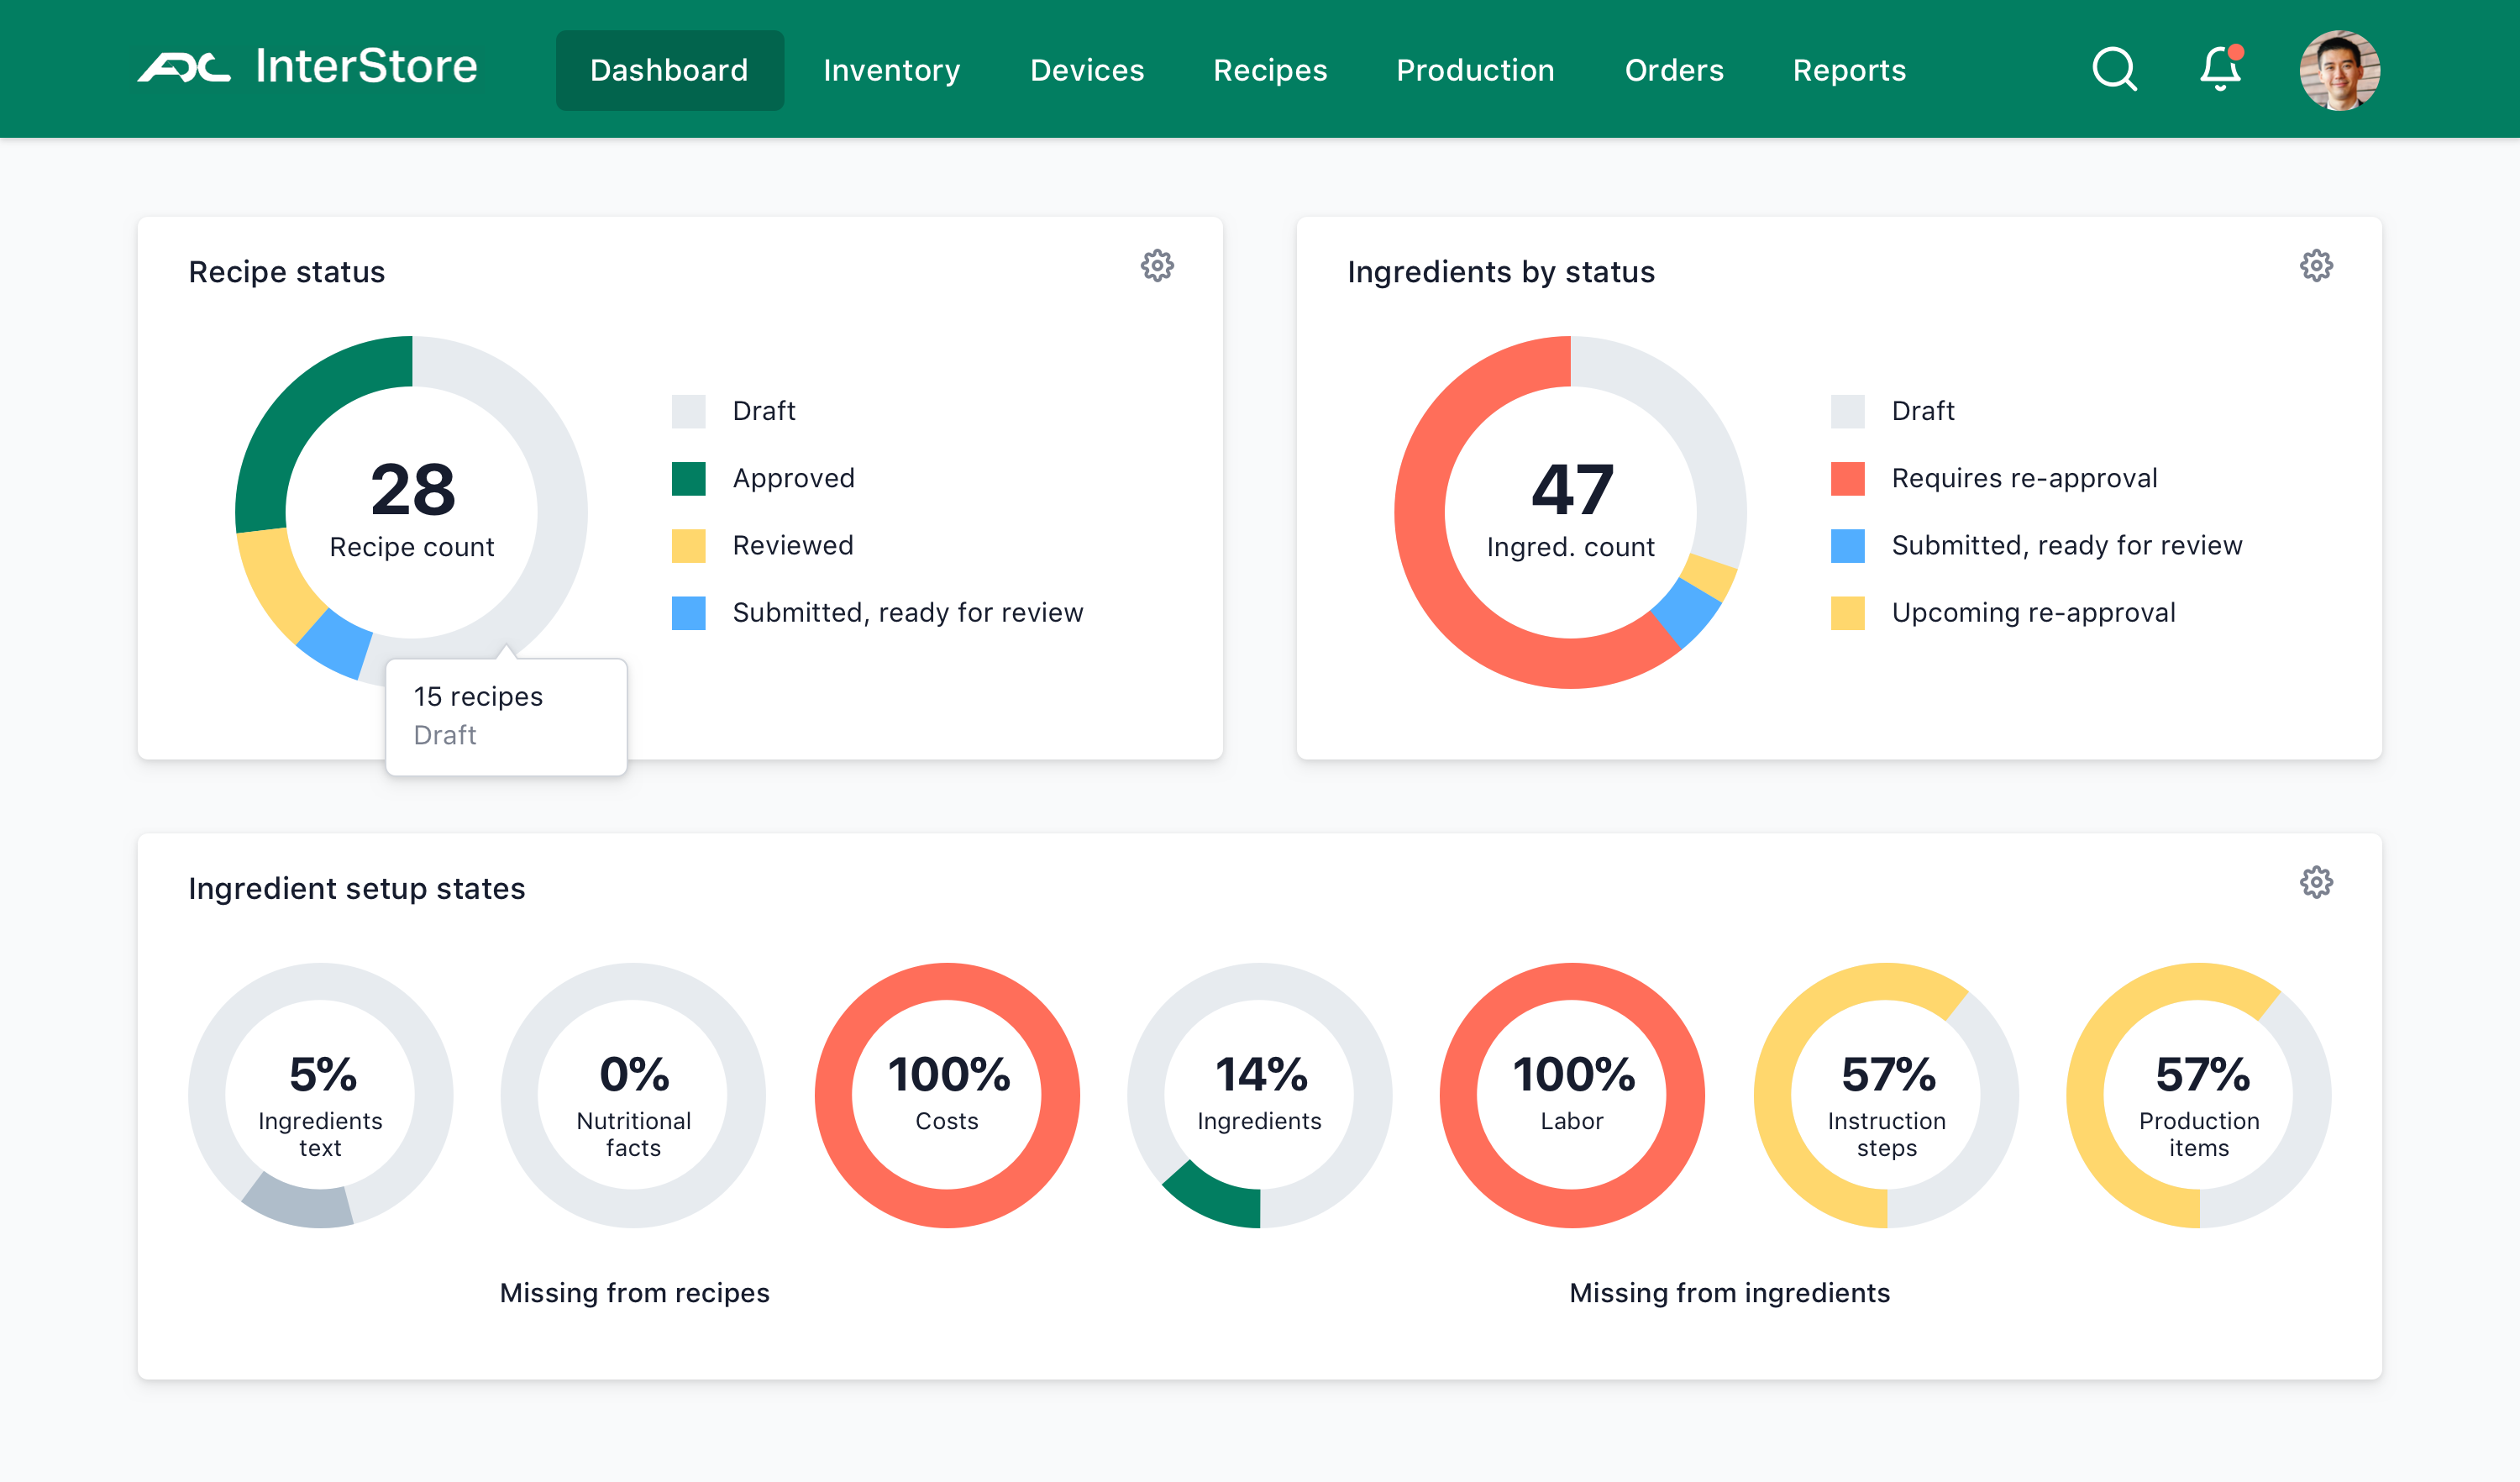 ADC InterStore
Dashboard
Inventory
Devices
Recipes
Production
Orders
Reports
Recipe status
28
Recipe count
Draft
Approved
Reviewed
Submitted, ready for review
15 recipes
Draft
Ingredients by status
47
Ingred. count
Draft
Requires re-approval
Submitted, ready for review
Upcoming re-approval
Ingredient setup states
5%
Ingredients
text
0%
Nutritional
facts
100%
Costs
14%
Ingredients
100%
Labor
57%
Instruction
steps
57%
Production
items
Missing from recipes
Missing from ingredients